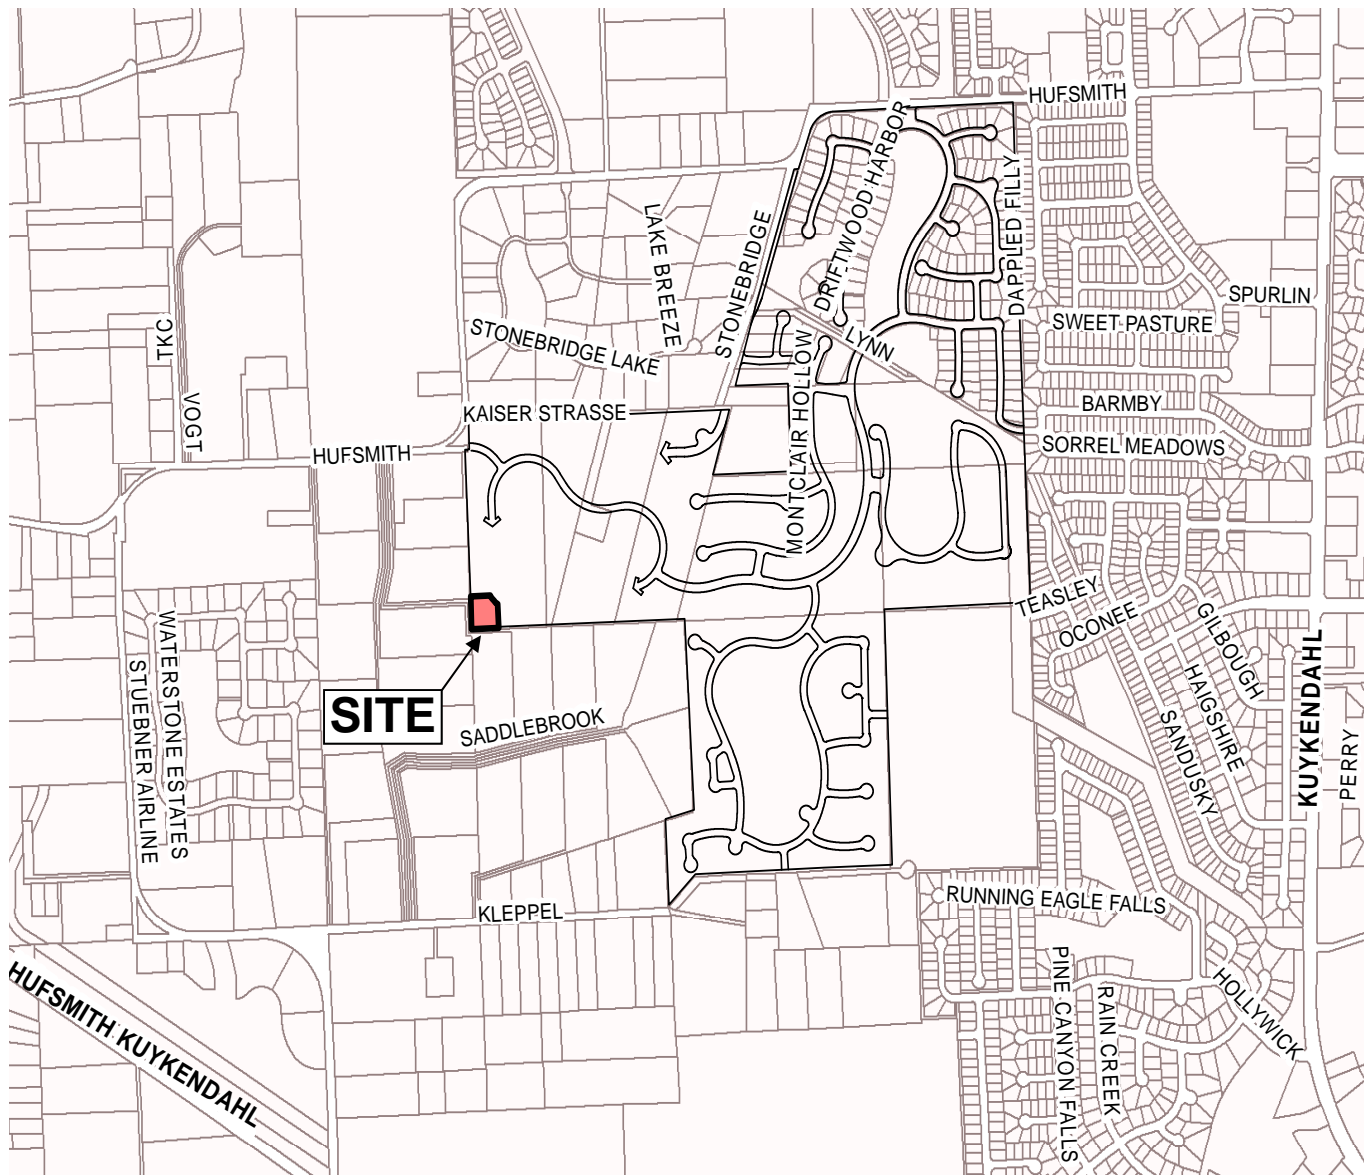 HUFSMITH
DRIFTWOOD HARBOR
DAPPLED FILLY
LAKE BREEZE
STONEBRIDGE
SPURLIN
SWEET PASTURE
TKC
STONEBRIDGE LAKE
LYNN
MONTCLAIR HOLLOW
VOGT
KAISER STRASSE
BARMBY
SORREL MEADOWS
HUFSMITH
TEASLEY
OCONEE
GILBOUGH
WATERSTONE ESTATES
STUEBNER AIRLINE
SITE
SADDLEBROOK
HAIGSHIRE
SANDUSKY
KUYKENDAHL
PERRY
RUNNING EAGLE FALLS
KLEPPEL
HUFSMITH KUYKENDAHL
PINE CANYON FALLS
RAIN CREEK
HOLLYWICK